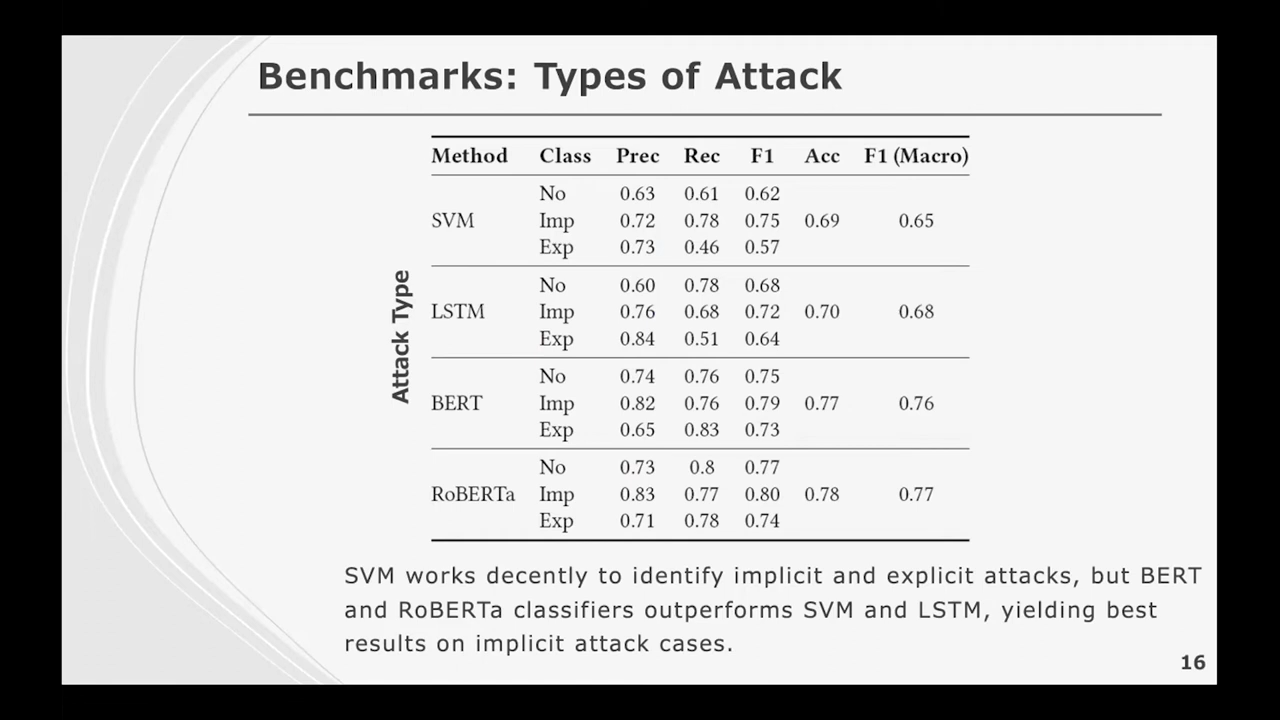 Benchmarks: Types of Attack
Attack Type
Method Class Prec Rec F1 Acc F1 (Macro)
No 0.63 0.61 0.62
SVM Imp 0.72 0.78 0.75 0.69 0.65
Exp 0.73 0.46 0.57
No 0.60 0.78 0.68
LSTM Imp 0.76 0.68 0.72 0.70 0.68
Exp 0.84 0.51 0.64
No 0.74 0.76 0.75
BERT Imp 0.82 0.76 0.79 0.77 0.76
Exp 0.65 0.83 0.73
No 0.73 0.8 0.77
RoBERTa Imp 0.83 0.77 0.80 0.78 0.77
Exp 0.71 0.78 0.74
SVM works decently to identify implicit and explicit attacks, but BERT
and RoBERTa classifiers outperforms SVM and LSTM, yielding best
results on implicit attack cases.
16